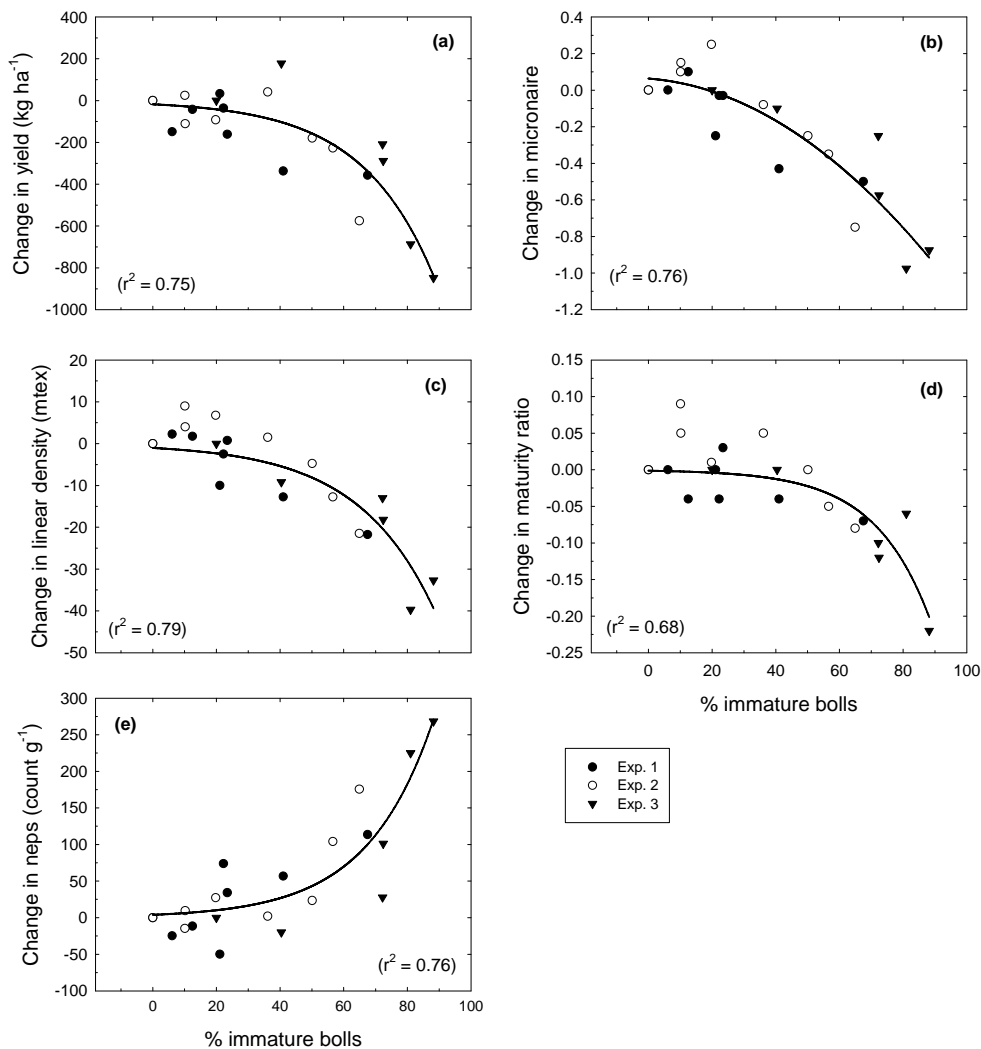 (a)
Change in yield (kg ha⁻¹)
400
200
0
-200
-400
-600
-800
-1000
(r² = 0.75)
(b)
Change in micronaire
0.4
0.2
0.0
-0.2
-0.4
-0.6
-0.8
-1.0
-1.2
(r² = 0.76)
(c)
Change in linear density (mtex)
20
10
0
-10
-20
-30
-40
-50
(r² = 0.79)
(d)
Change in maturity ratio
0.15
0.10
0.05
0.00
-0.05
-0.10
-0.15
-0.20
-0.25
(r² = 0.68)
0 20 40 60 80 100
% immature bolls
(e)
Change in neps (count g⁻¹)
300
250
200
150
100
50
0
-50
-100
(r² = 0.76)
0 20 40 60 80 100
% immature bolls
Exp. 1
Exp. 2
Exp. 3